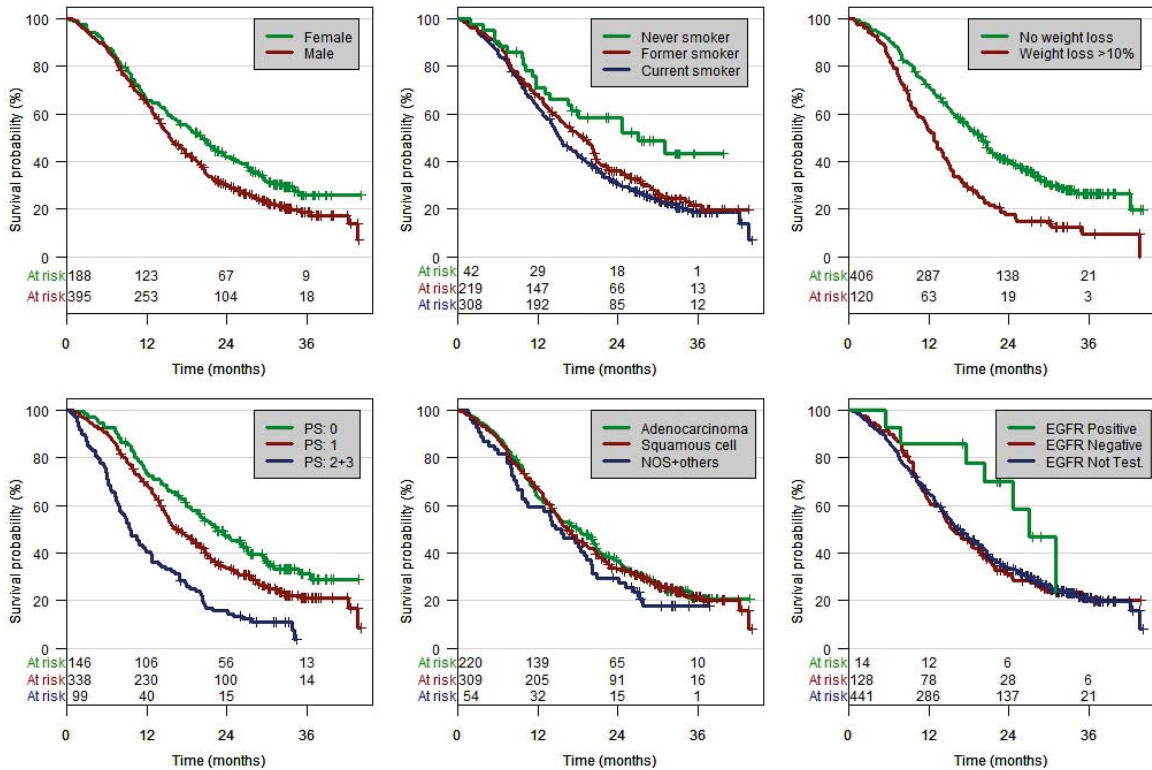 Survival probability (%)
100
80
60
40
20
0
Female
Male
At risk 188 123 67 9
At risk 395 253 104 18
0 12 24 36
Time (months)
Survival probability (%)
100
80
60
40
20
0
Never smoker
Former smoker
Current smoker
At risk 42 29 18 1
At risk 219 147 66 13
At risk 308 192 85 12
0 12 24 36
Time (months)
Survival probability (%)
100
80
60
40
20
0
No weight loss
Weight loss >10%
At risk 406 287 138 21
At risk 120 63 19 3
0 12 24 36
Time (months)
Survival probability (%)
100
80
60
40
20
0
PS: 0
PS: 1
PS: 2+3
At risk 146 106 56 13
At risk 338 230 100 14
At risk 99 40 15
0 12 24 36
Time (months)
Survival probability (%)
100
80
60
40
20
0
Adenocarcinoma
Squamous cell
NOS+others
At risk 220 139 65 10
At risk 309 205 91 16
At risk 54 32 15 1
0 12 24 36
Time (months)
Survival probability (%)
100
80
60
40
20
0
EGFR Positive
EGFR Negative
EGFR Not Test.
At risk 14 12 6
At risk 128 78 28 6
At risk 441 286 137 21
0 12 24 36
Time (months)